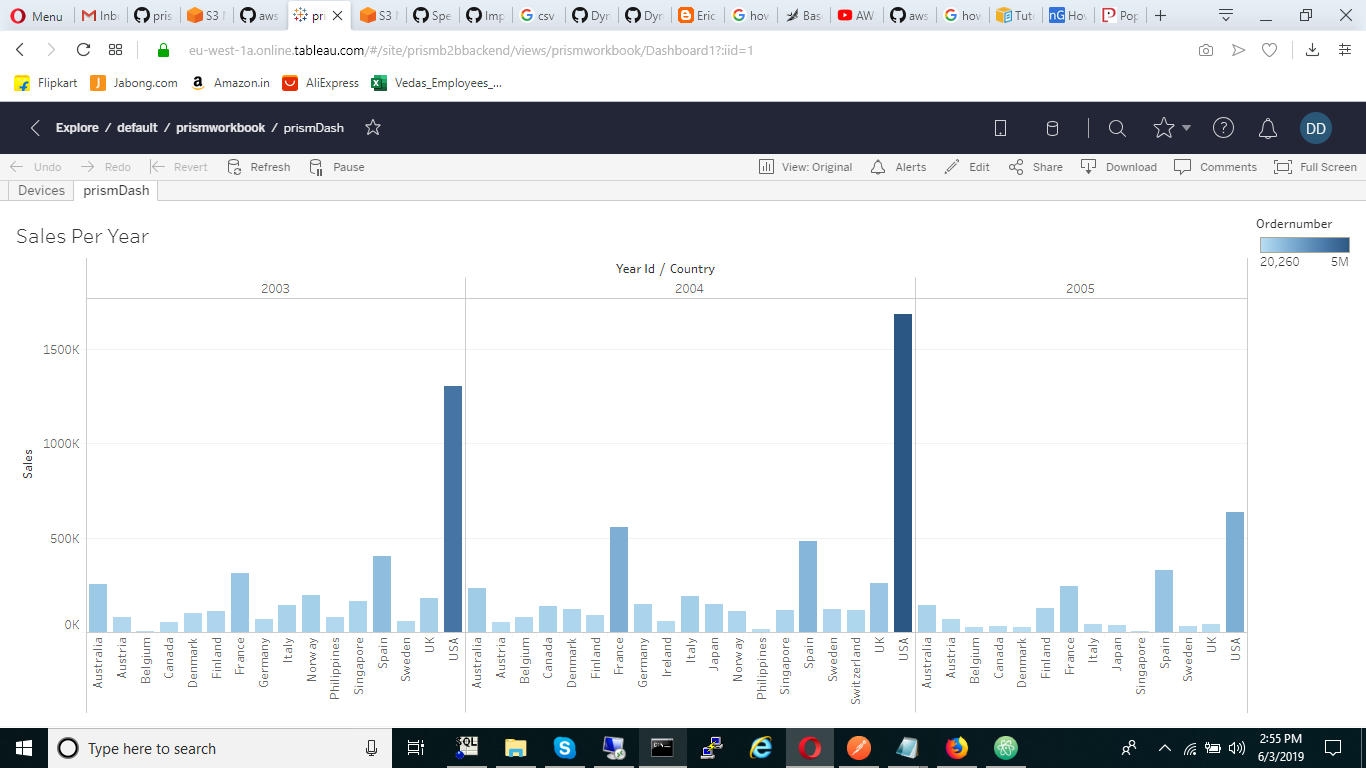 Menu Inb pris S3 M aws pri S3 M Spe Imp csv Dyn Dyn Eric hov Bas AW aws hov Tuto Hov Pop
eu-west-1a.online.tableau.com/#/site/prismb2bbackend/views/prismworkbook/Dashboard1?:iid=1
Flipkart Jabong.com Amazon.in AliExpress Vedas_Employees_...
Explore / default / prismworkbook / prismDash DD
Undo Redo Revert Refresh Pause View: Original Alerts Edit Share Download Comments Full Screen
Devices prismDash
Sales Per Year
Ordernumber
20,260 5M
Year Id / Country
2003 2004 2005
Sales
1500K
1000K
500K
0K
Australia Austria Belgium Canada Denmark Finland France Germany Italy Norway Philippines Singapore Spain Sweden UK USA
Australia Austria Belgium Canada Denmark Finland France Germany Ireland Italy Japan Norway Philippines Singapore Spain Sweden Switzerland UK USA
Australia Austria Belgium Canada Denmark Finland France Italy Japan Singapore Spain Sweden UK USA
Type here to search
2:55 PM
6/3/2019